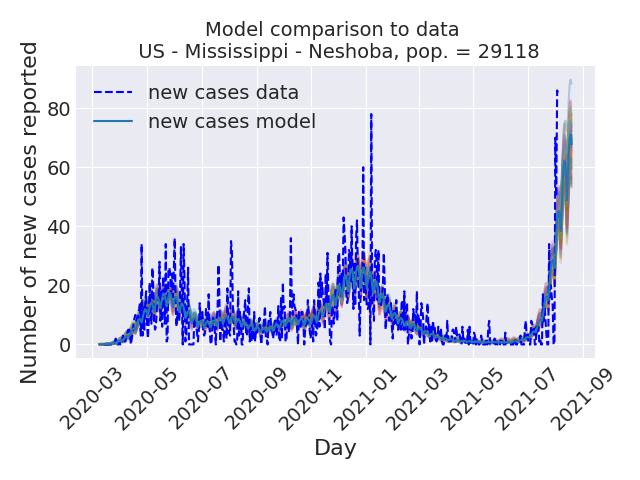 Model comparison to data
US - Mississippi - Neshoba, pop. = 29118
Number of new cases reported
80
60
40
20
0
new cases data
new cases model
2020-03
2020-05
2020-07
2020-09
2020-11
2021-01
2021-03
2021-05
2021-07
2021-09
Day